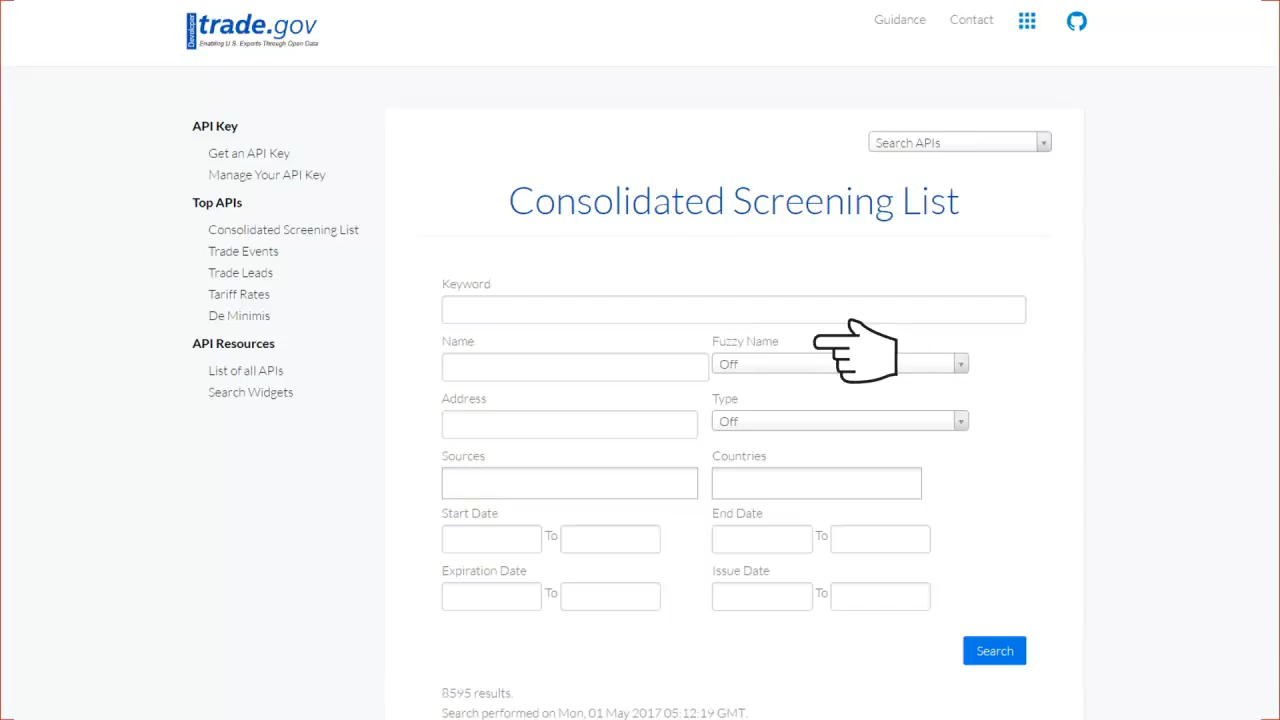 Developer
trade.gov
Enabling U.S. Exports Through Open Data
Guidance
Contact
API Key
Get an API Key
Manage Your API Key
Top APIs
Consolidated Screening List
Trade Events
Trade Leads
Tariff Rates
De Minimis
API Resources
List of all APIs
Search Widgets
Search APIs
Consolidated Screening List
Keyword
Name
Fuzzy Name
Off
Address
Type
Off
Sources
Countries
Start Date
To
End Date
To
Expiration Date
To
Issue Date
To
Search
8595 results.
Search performed on Mon, 01 May 2017 05:12:19 GMT.